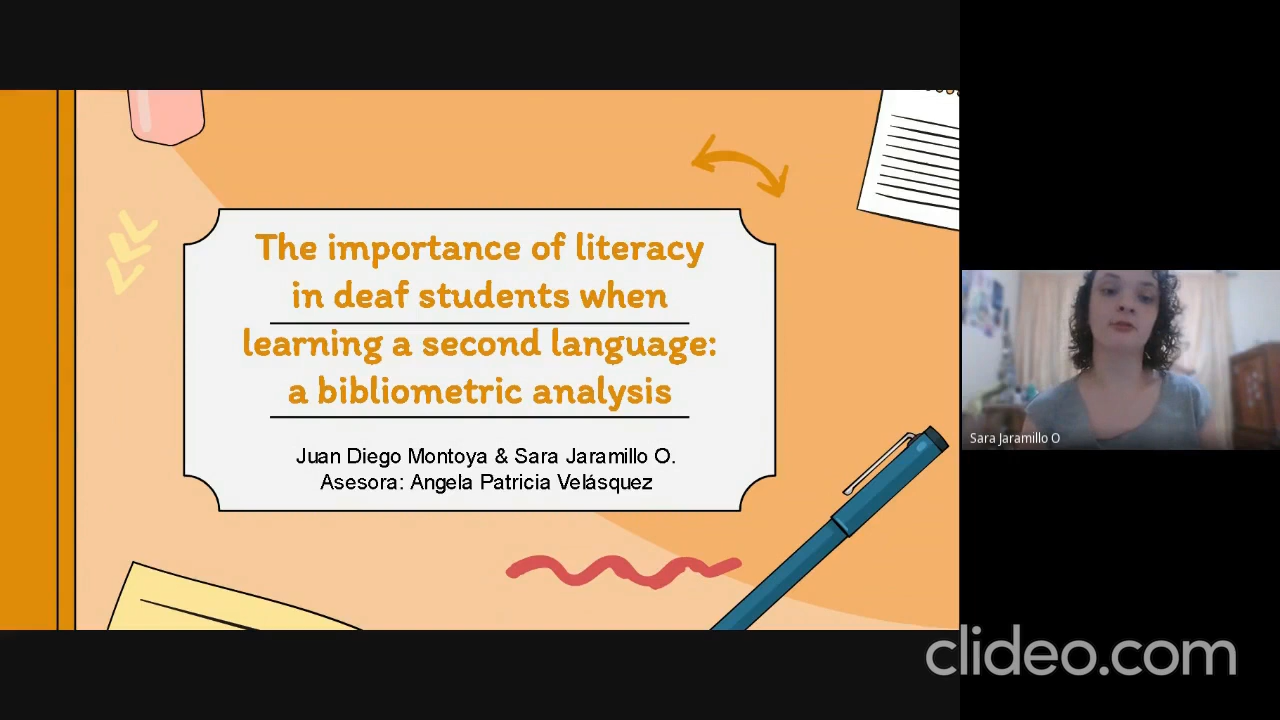 The importance of literacy
in deaf students when
learning a second language:
a bibliometric analysis
Juan Diego Montoya & Sara Jaramillo O.
Asesora: Angela Patricia Velásquez
Sara Jaramillo O
clideo.com